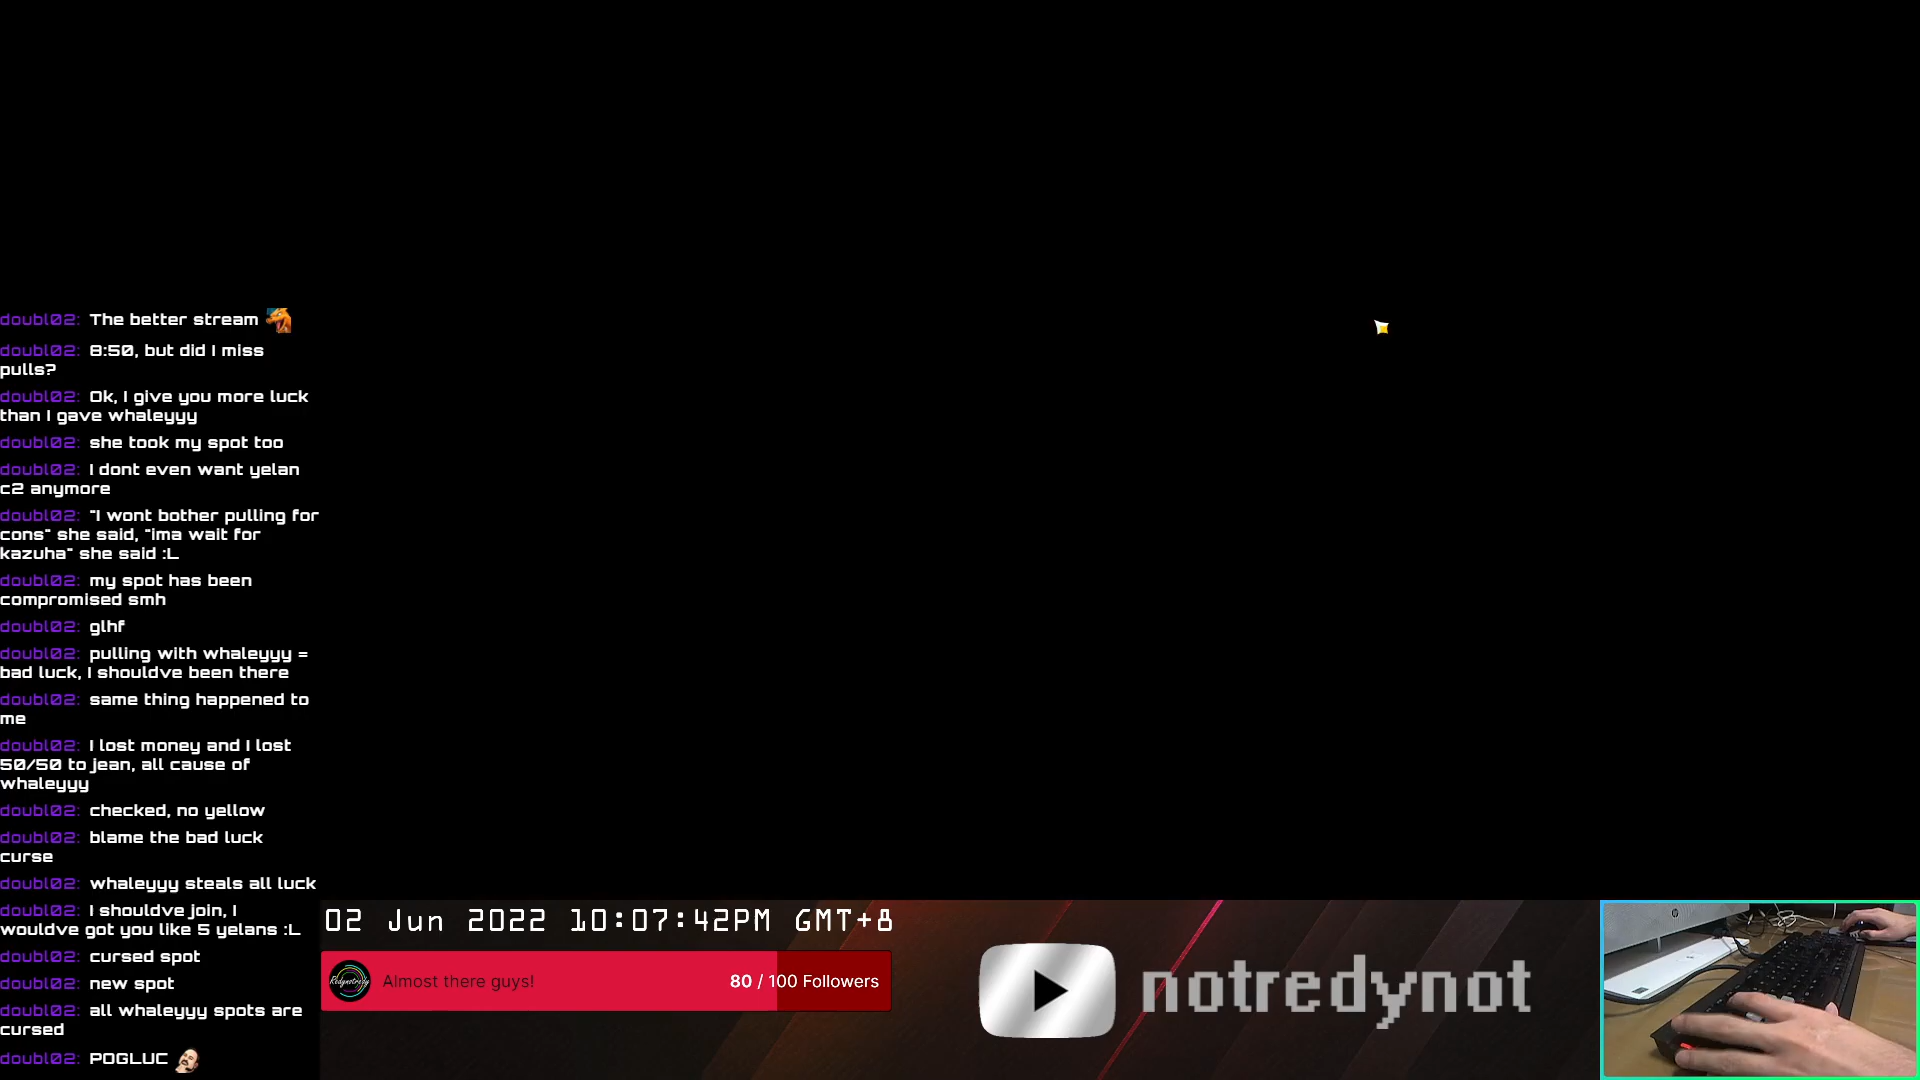 doubl02: The better stream
doubl02: 8:50, but did I miss
pulls?
doubl02: Ok, I give you more luck
than I gave whaleyyy
doubl02: she took my spot too
doubl02: I dont even want yelan
c2 anymore
doubl02: "I wont bother pulling for
cons" she said, "ima wait for
kazuha" she said :L
doubl02: my spot has been
compromised smh
doubl02: glhf
doubl02: pulling with whaleyyy =
bad luck, I shouldve been there
doubl02: same thing happened to
me
doubl02: I lost money and I lost
50/50 to jean, all cause of
whaleyyy
doubl02: checked, no yellow
doubl02: blame the bad luck
curse
doubl02: whaleyyy steals all luck
doubl02: I shouldve join, I
wouldve got you like 5 yelans :L
doubl02: cursed spot
doubl02: new spot
doubl02: all whaleyyy spots are
cursed
doubl02: POGLUC
02 Jun 2022 10:07:42PM GMT+8
Almost there guys! 80 / 100 Followers
notredynot